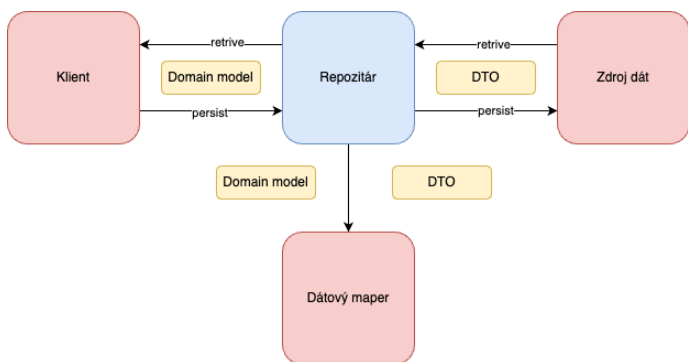 retrive
retrive
Klient
Domain model
Repozitár
DTO
Zdroj dát
persist
persist
Domain model
DTO
Dátový maper